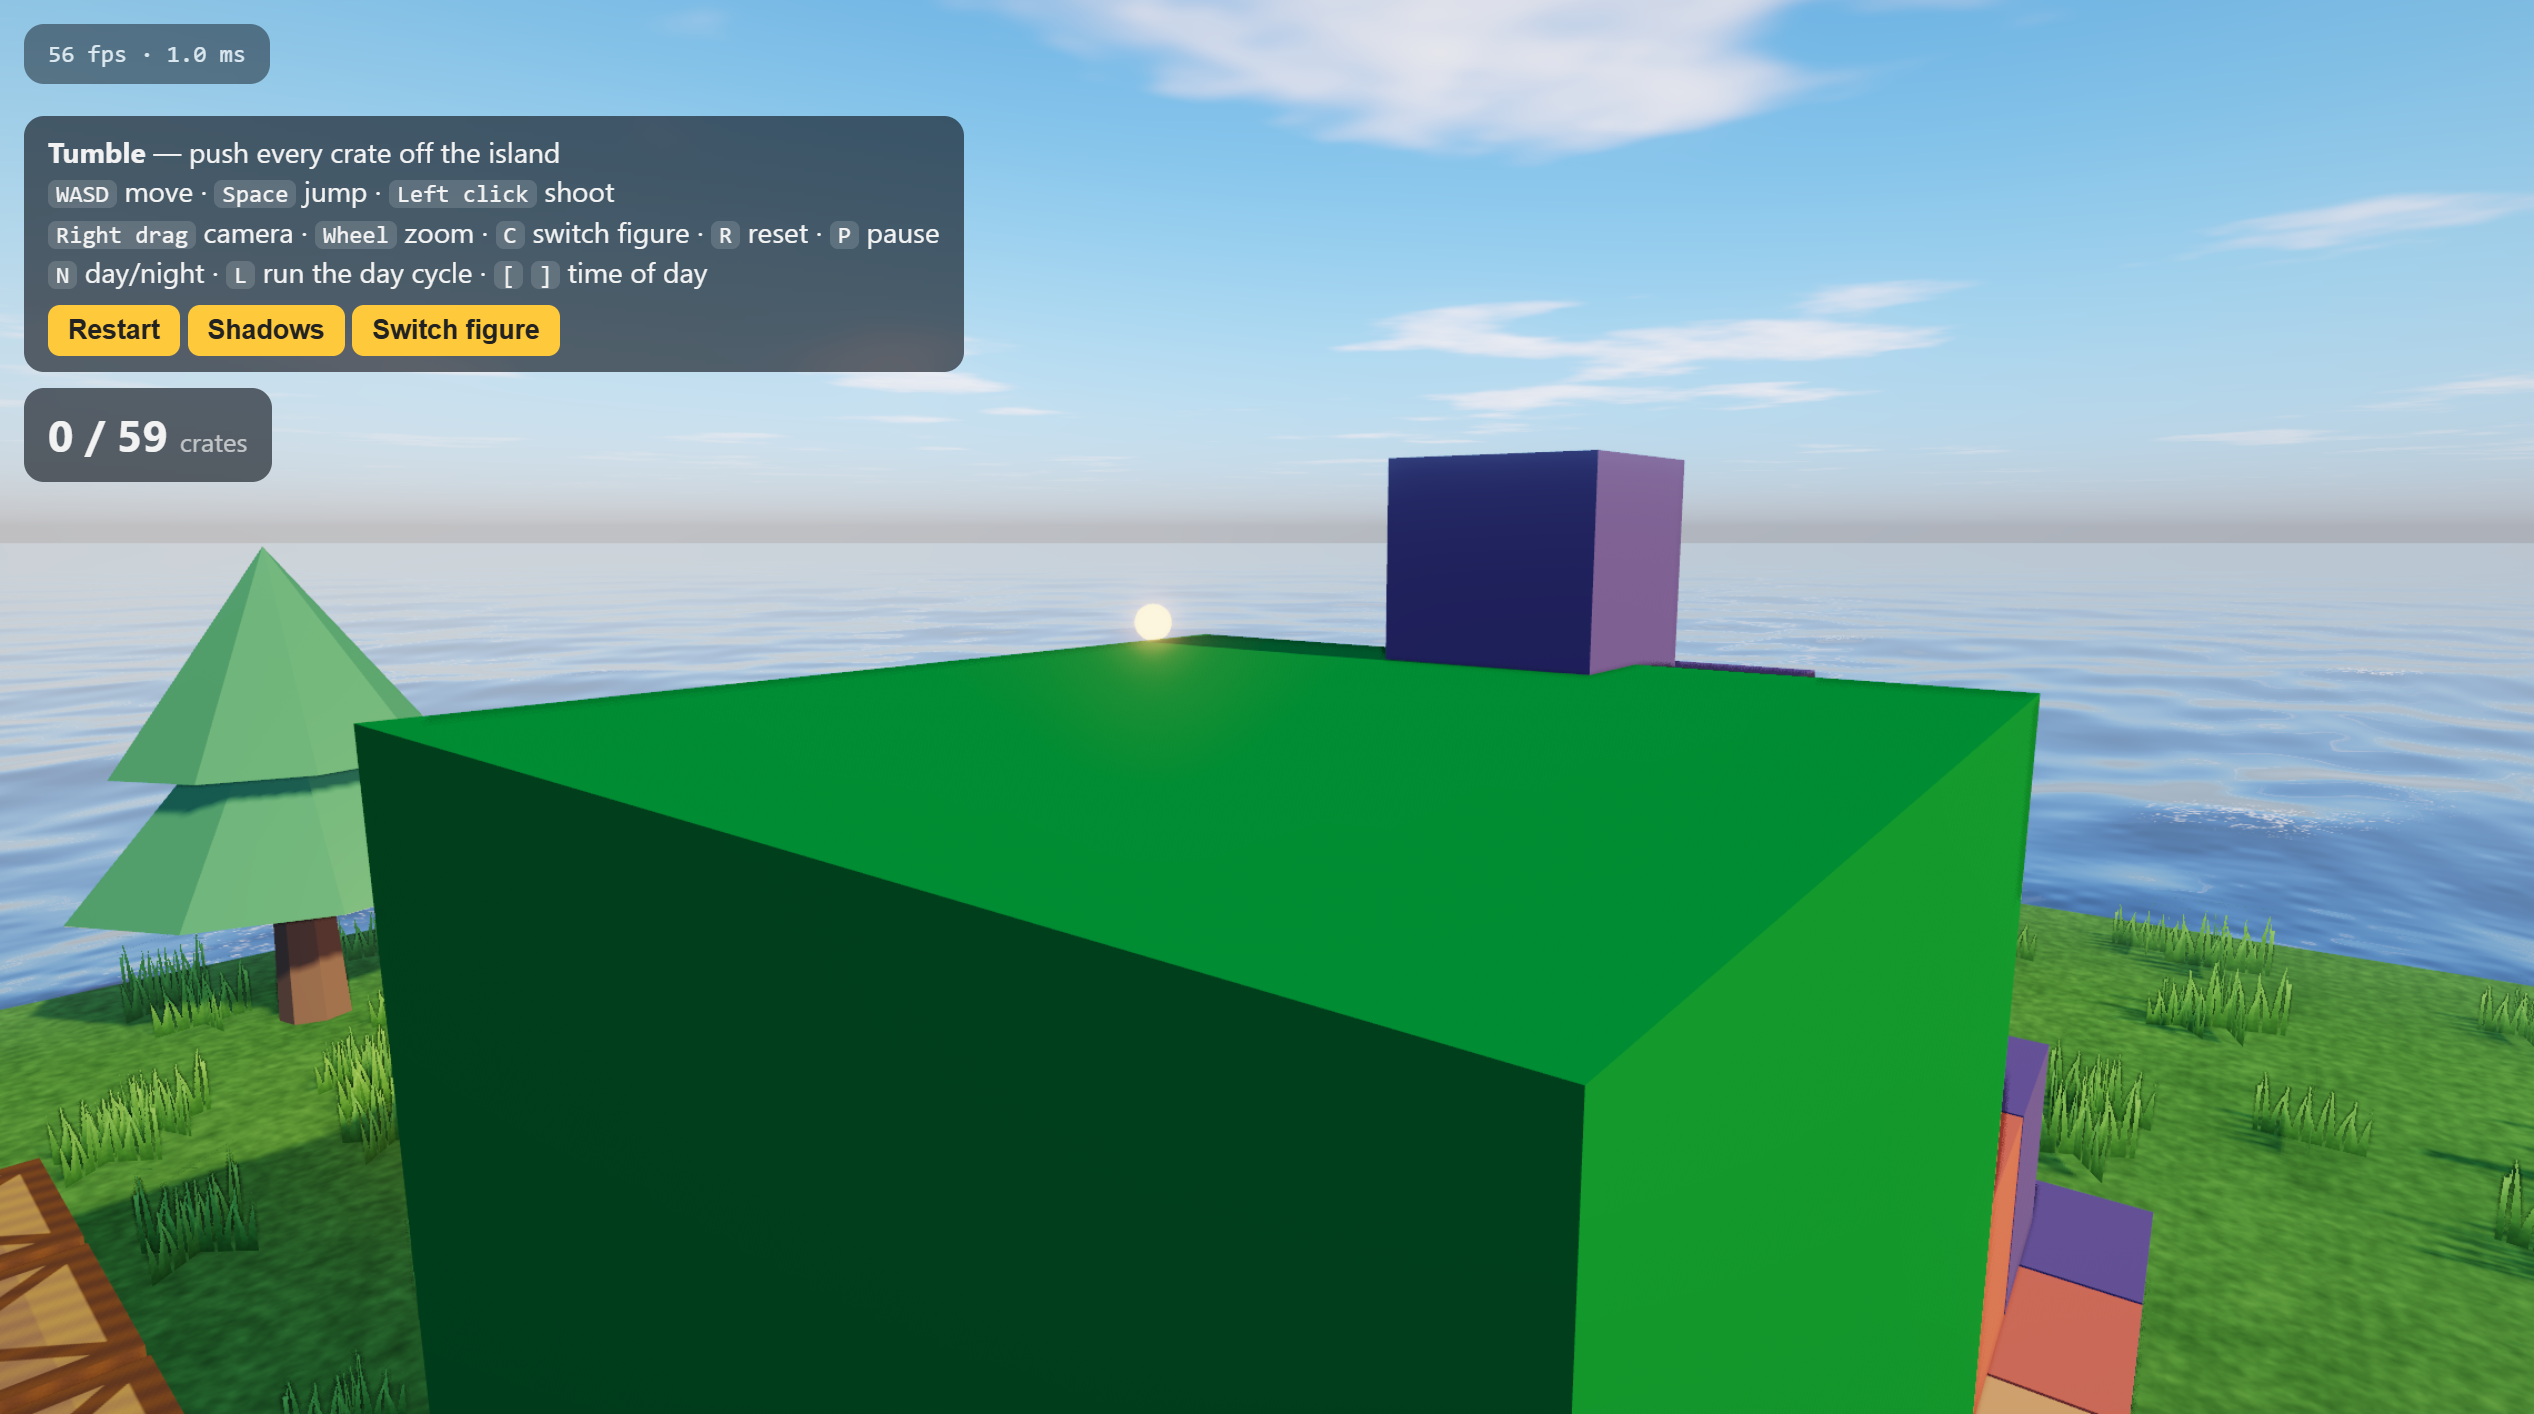 56 fps · 1.0 ms
Tumble — push every crate off the island
WASD move · Space jump · Left click shoot
Right drag camera · Wheel zoom · C switch figure · R reset · P pause
N day/night · L run the day cycle · [ ] time of day
Restart Shadows Switch figure
0 / 59 crates